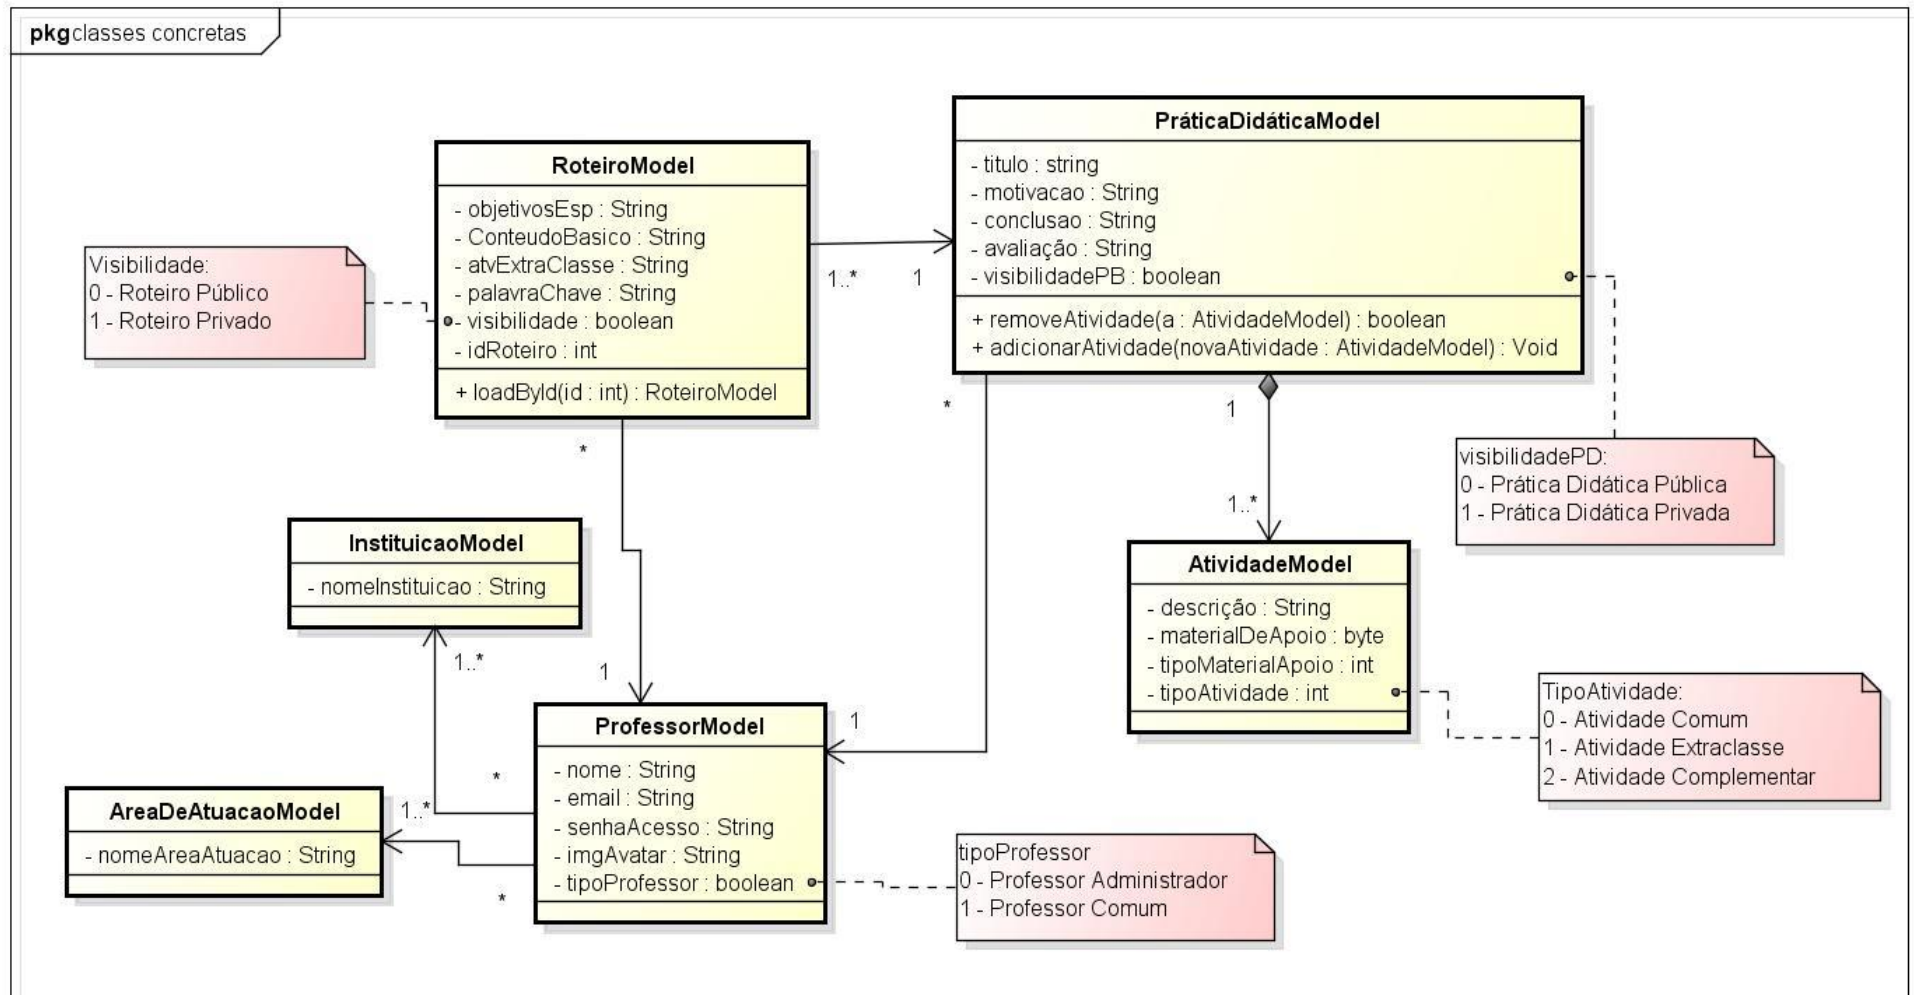 pkg classes concretas
PráticaDidáticaModel
- titulo : string
- motivacao : String
- conclusao : String
- avaliação : String
- visibilidadePB : boolean
+ removeAtividade(a : AtividadeModel) : boolean
+ adicionarAtividade(novaAtividade : AtividadeModel) : Void
RoteiroModel
- objetivosEsp : String
- ConteudoBasico : String
- atvExtraClasse : String
- palavraChave : String
- visibilidade : boolean
- idRoteiro : int
+ loadById(id : int) : RoteiroModel
Visibilidade:
0 - Roteiro Público
1 - Roteiro Privado
1..*
1
*
1
*
1
1..*
visibilidadePD:
0 - Prática Didática Pública
1 - Prática Didática Privada
InstituicaoModel
- nomeInstituicao : String
AtividadeModel
- descrição : String
- materialDeApoio : byte
- tipoMaterialApoio : int
- tipoAtividade : int
1..*
1
1
TipoAtividade:
0 - Atividade Comum
1 - Atividade Extraclasse
2 - Atividade Complementar
ProfessorModel
- nome : String
- email : String
- senhaAcesso : String
- imgAvatar : String
- tipoProfessor : boolean
*
1..*
*
AreaDeAtuacaoModel
- nomeAreaAtuacao : String
tipoProfessor
0 - Professor Administrador
1 - Professor Comum